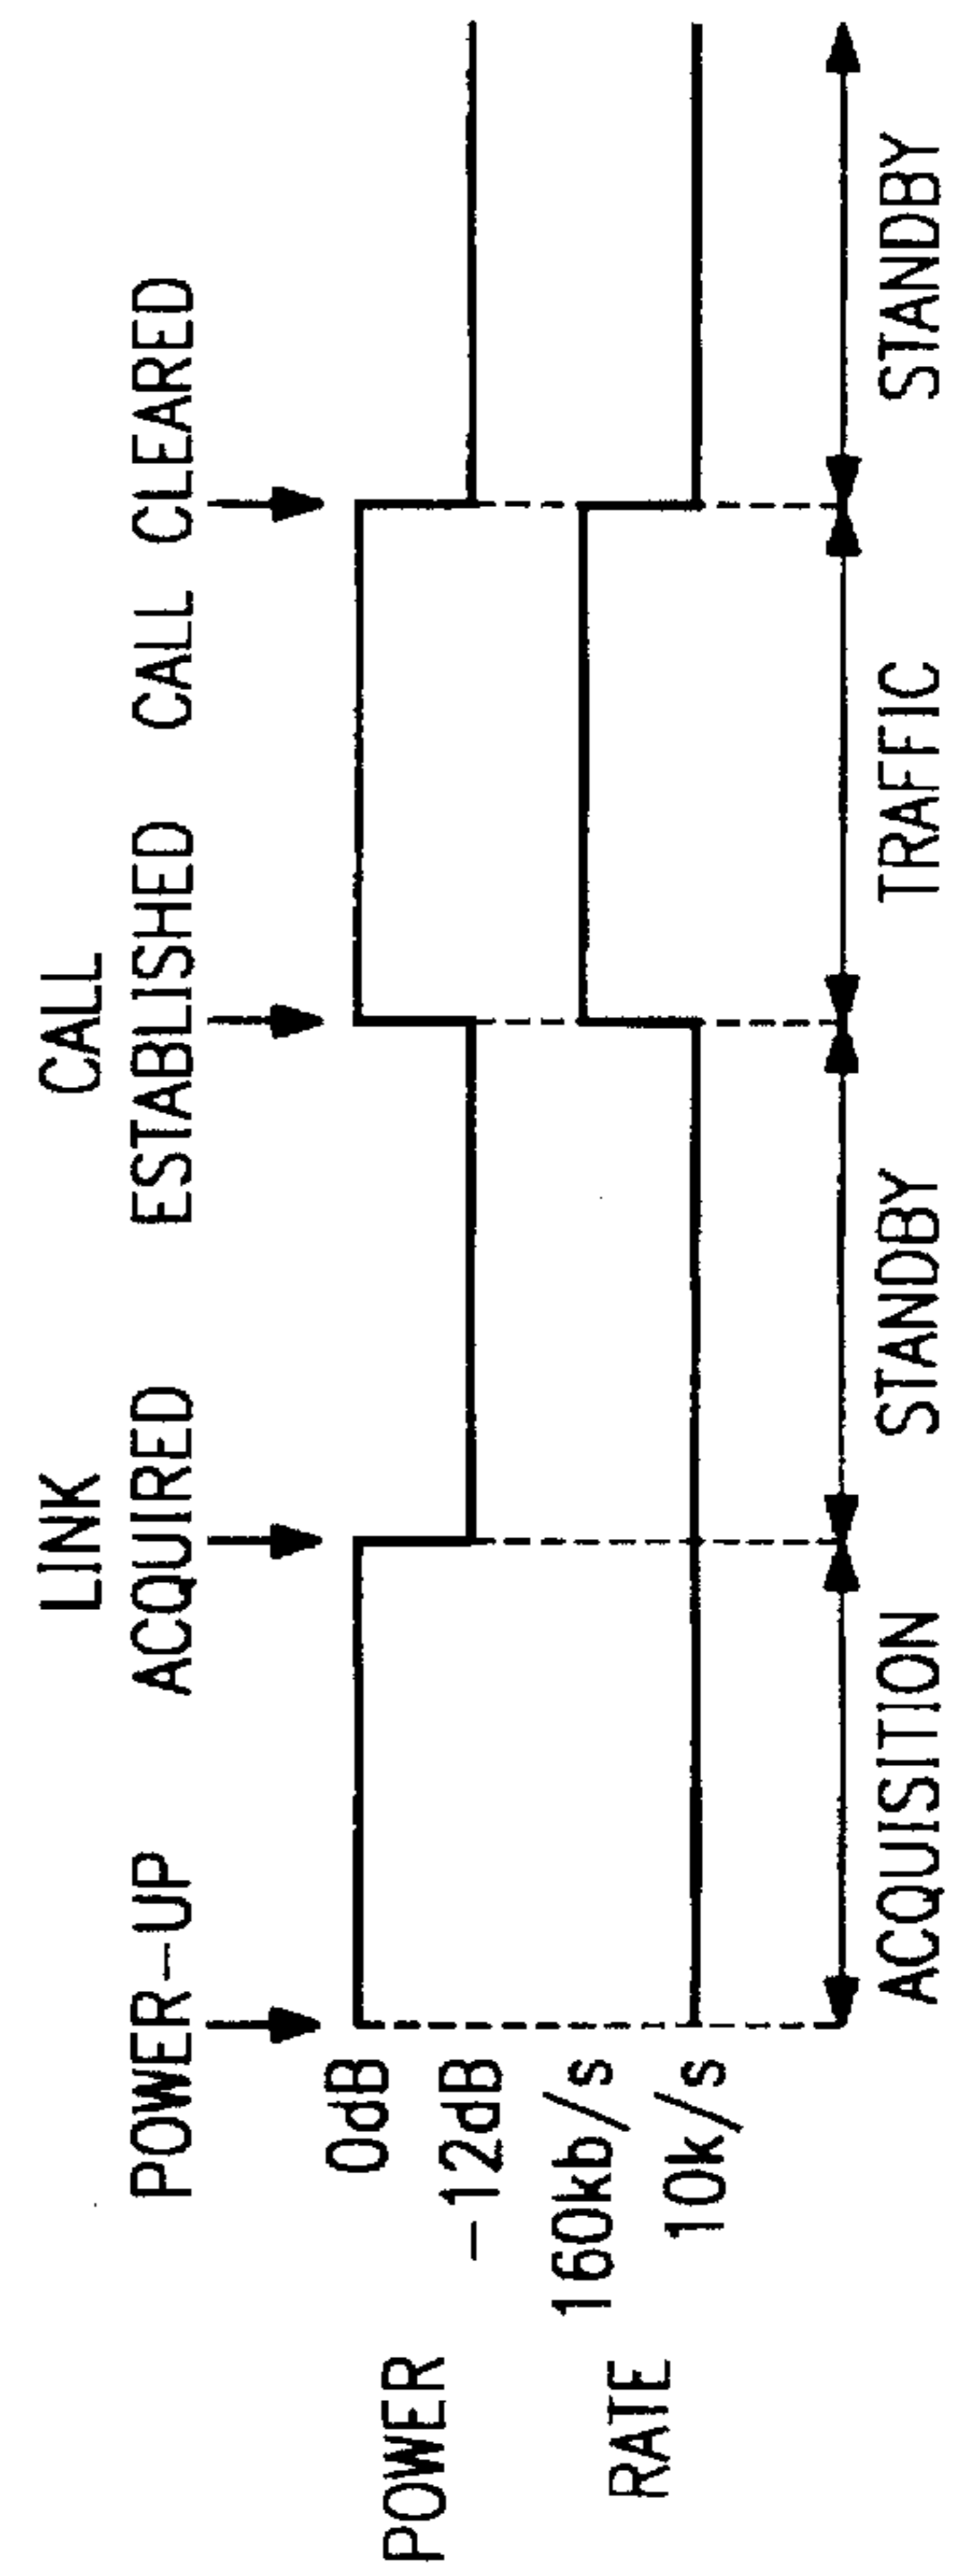 LINK
CALL
POWER-UP
ACQUIRED
ESTABLISHED
CALL CLEARED
POWER
0dB
-12dB
RATE
160kb/s
10k/s
ACQUISITION
STANDBY
TRAFFIC
STANDBY